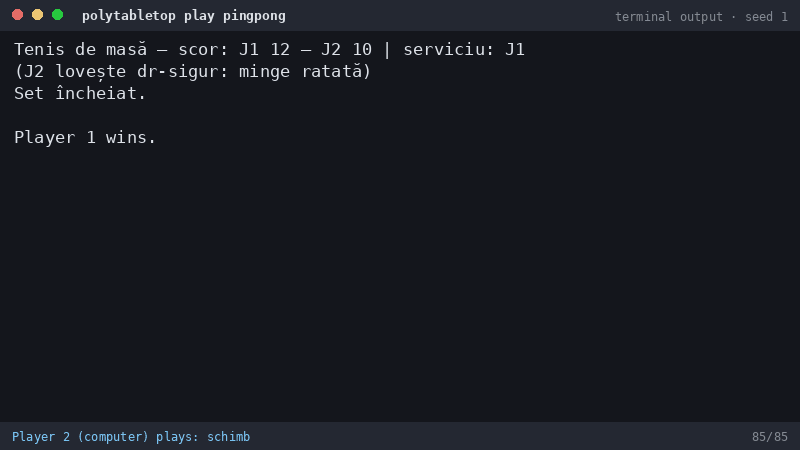 polytabletop play pingpong
terminal output · seed 1
Tenis de masă — scor: J1 12 — J2 10 | serviciu: J1
(J2 lovește dr-sigur: minge ratată)
Set încheiat.
Player 1 wins.
Player 2 (computer) plays: schimb
85/85